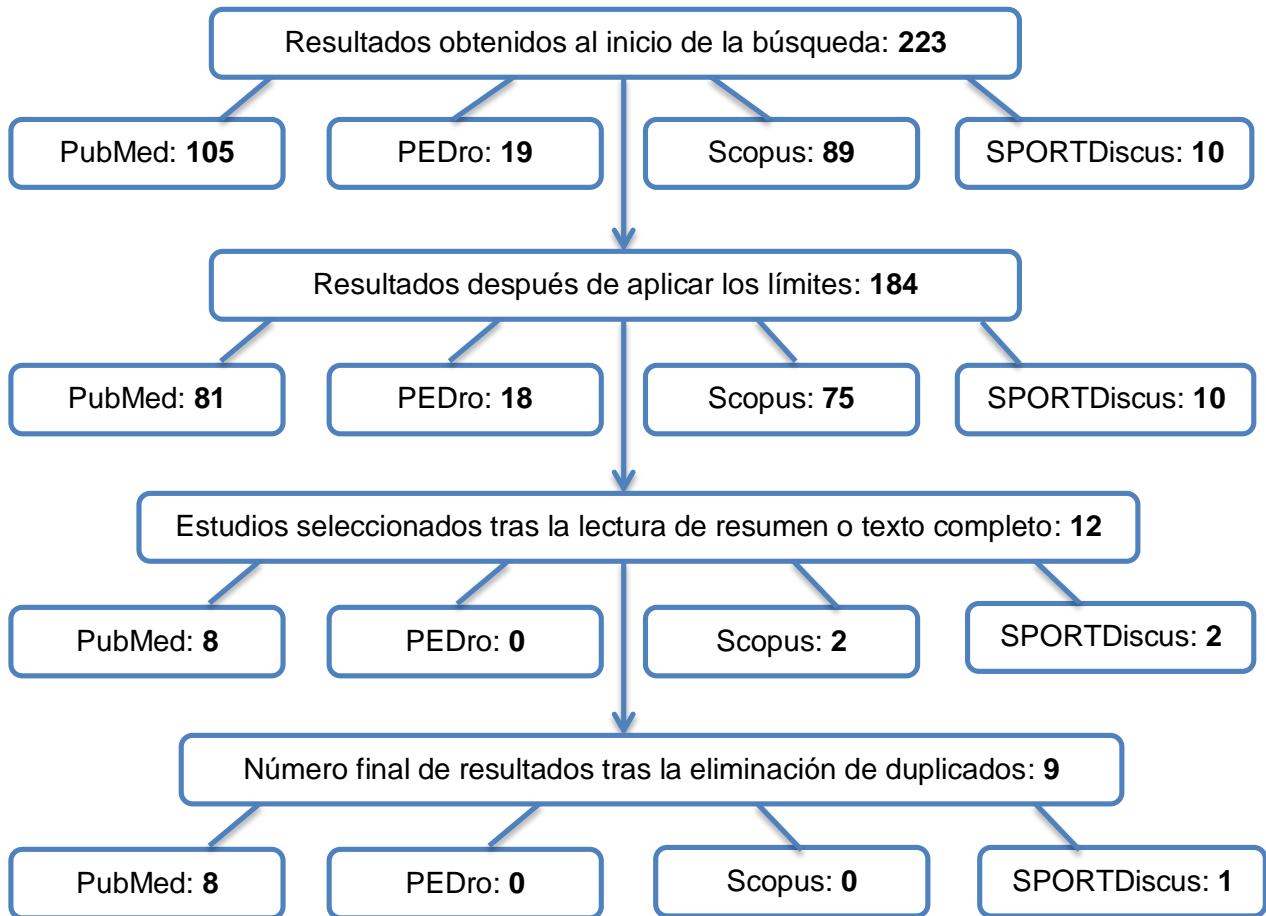 Resultados obtenidos al inicio de la búsqueda: 223
PubMed: 105
PEDro: 19
Scopus: 89
SPORTDiscus: 10
Resultados después de aplicar los límites: 184
PubMed: 81
PEDro: 18
Scopus: 75
SPORTDiscus: 10
Estudios seleccionados tras la lectura de resumen o texto completo: 12
PubMed: 8
PEDro: 0
Scopus: 2
SPORTDiscus: 2
Número final de resultados tras la eliminación de duplicados: 9
PubMed: 8
PEDro: 0
Scopus: 0
SPORTDiscus: 1